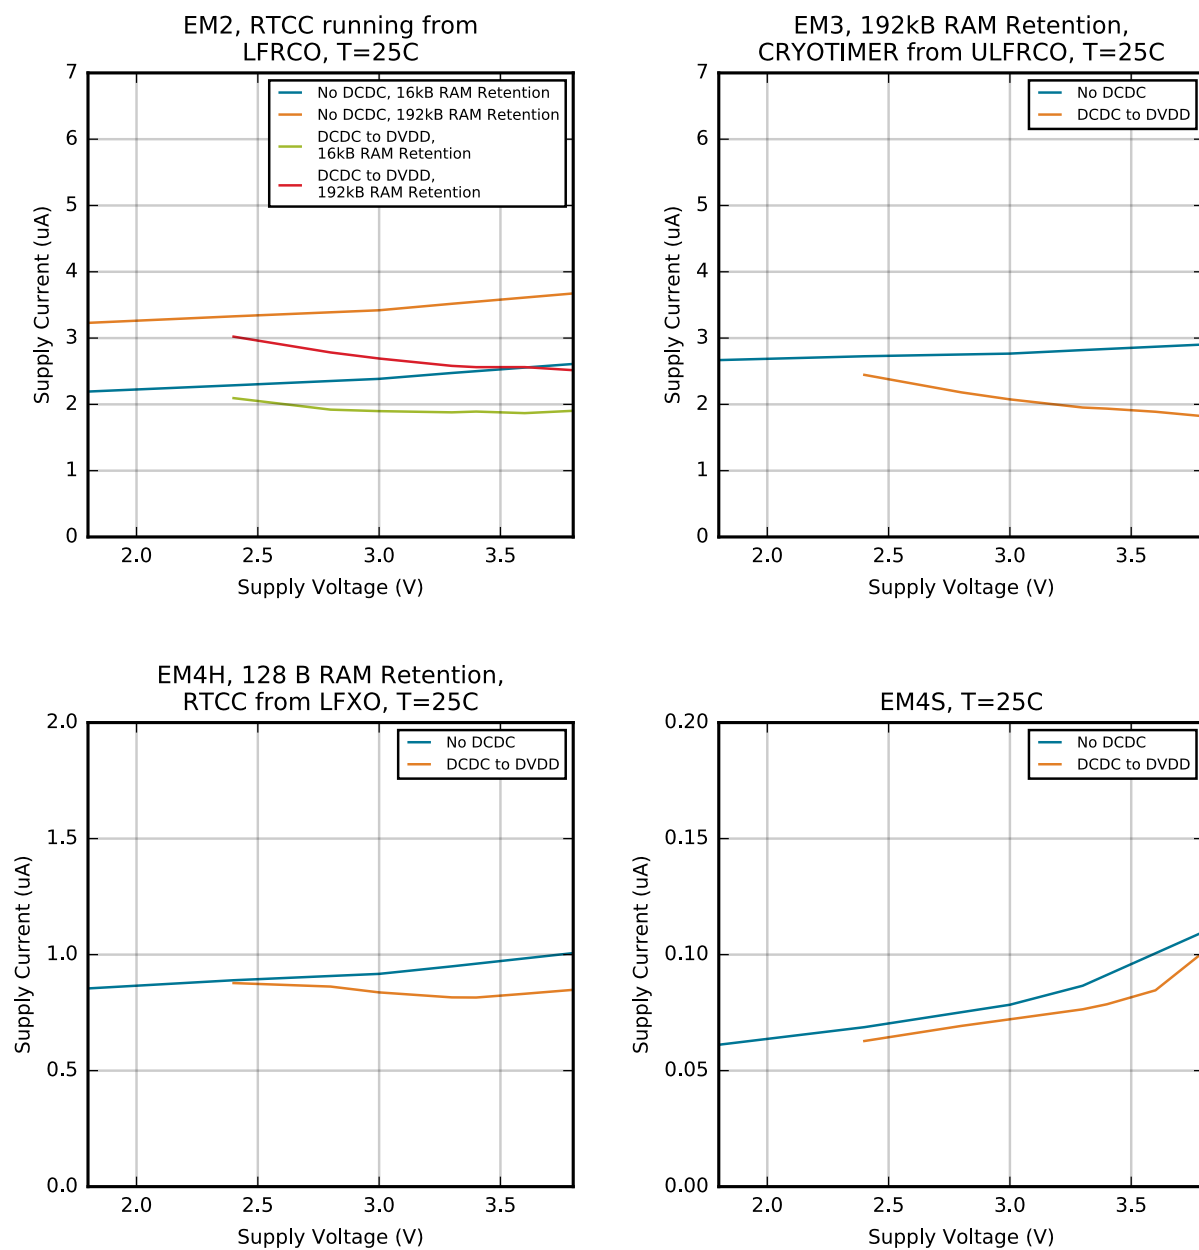 EM2, RTCC running from
LFRCO, T=25C
7
6
5
4
3
2
1
0
Supply Current (uA)
No DCDC, 16kB RAM Retention
No DCDC, 192kB RAM Retention
DCDC to DVDD,
16kB RAM Retention
DCDC to DVDD,
192kB RAM Retention
2.0 2.5 3.0 3.5
Supply Voltage (V)
EM3, 192kB RAM Retention,
CRYOTIMER from ULFRCO, T=25C
7
6
5
4
3
2
1
0
Supply Current (uA)
No DCDC
DCDC to DVDD
2.0 2.5 3.0 3.5
Supply Voltage (V)
EM4H, 128 B RAM Retention,
RTCC from LFXO, T=25C
2.0
1.5
1.0
0.5
0.0
Supply Current (uA)
No DCDC
DCDC to DVDD
2.0 2.5 3.0 3.5
Supply Voltage (V)
EM4S, T=25C
0.20
0.15
0.10
0.05
0.00
Supply Current (uA)
No DCDC
DCDC to DVDD
2.0 2.5 3.0 3.5
Supply Voltage (V)